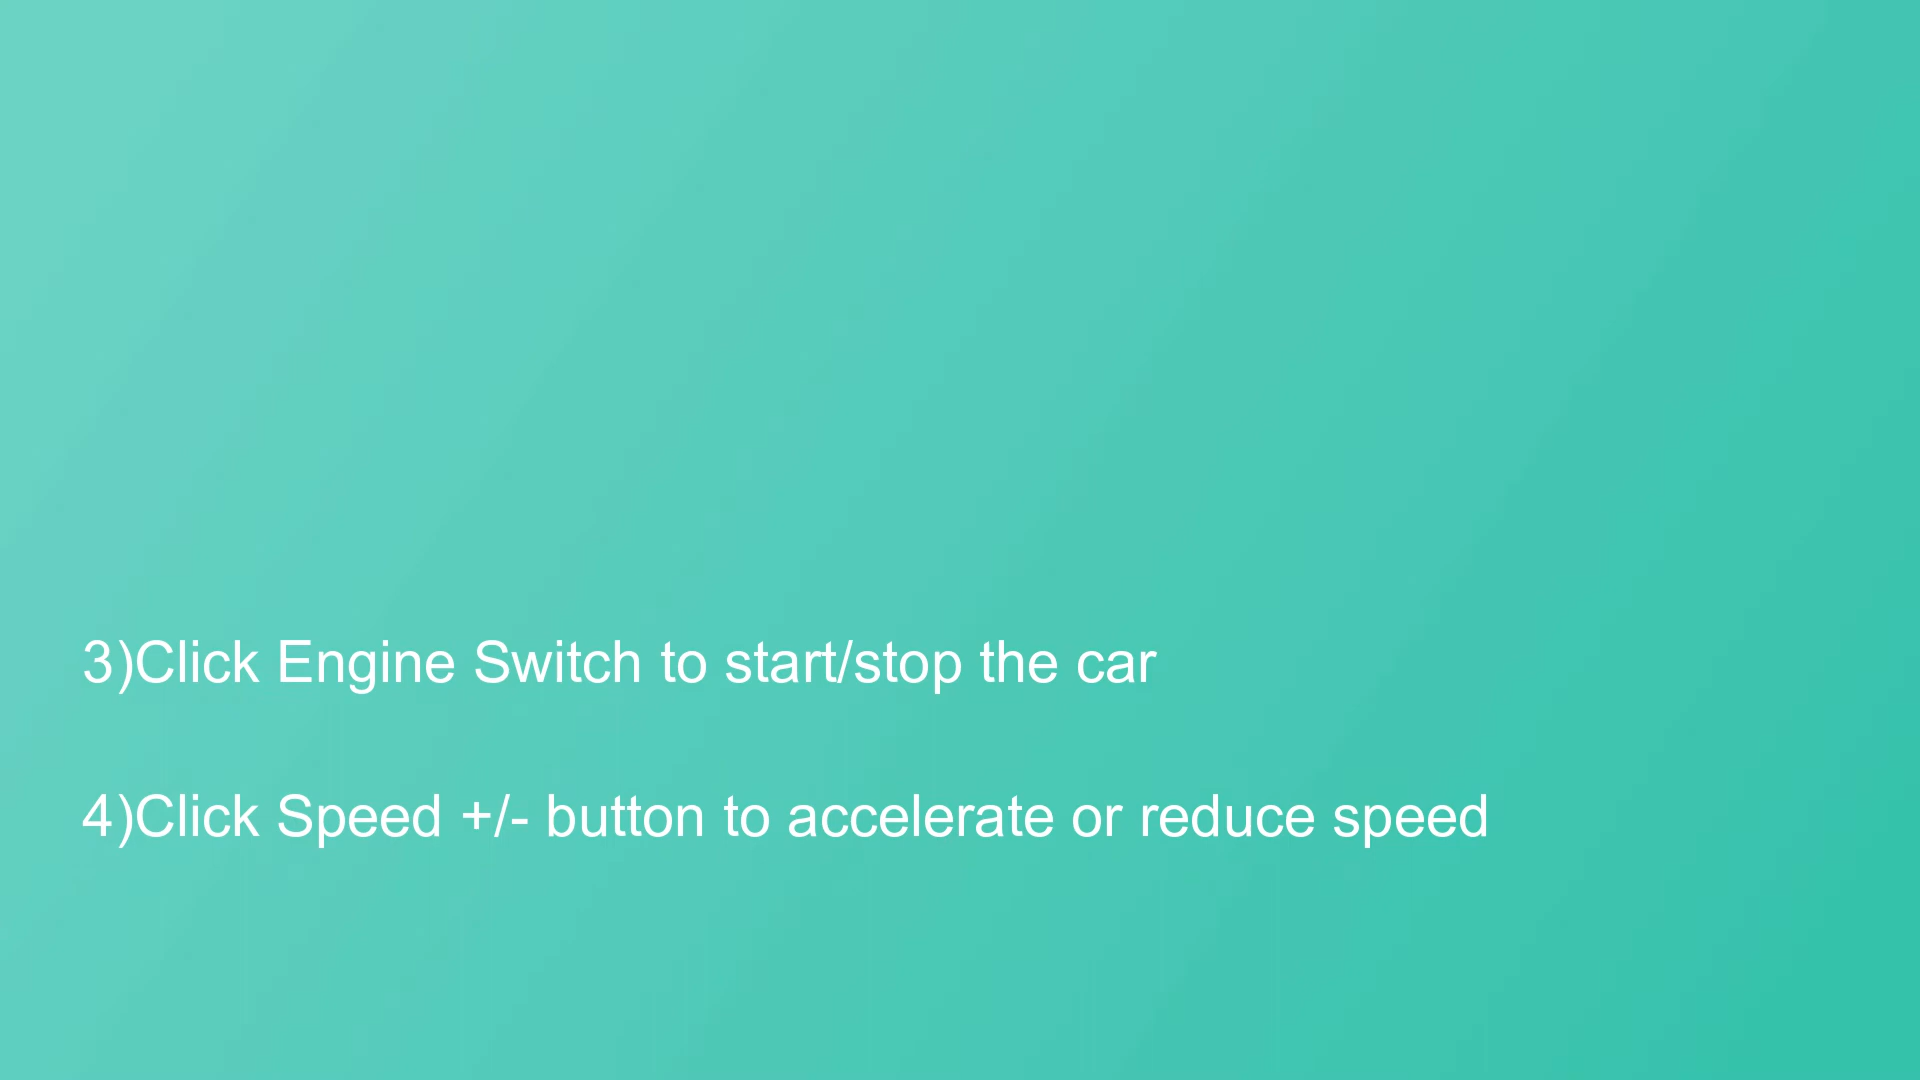 3)Click Engine Switch to start/stop the car
4)Click Speed +/- button to accelerate or reduce speed